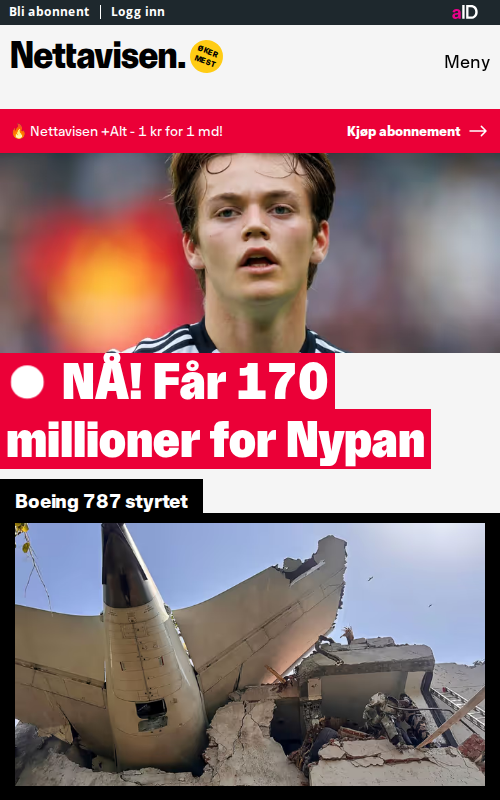 Bli abonnent | Logg inn
aID
Nettavisen.
ØKER
MEST
Meny
🔥 Nettavisen +Alt - 1 kr for 1 md!
Kjøp abonnement →
NÅ! Får 170
millioner for Nypan
Boeing 787 styrtet